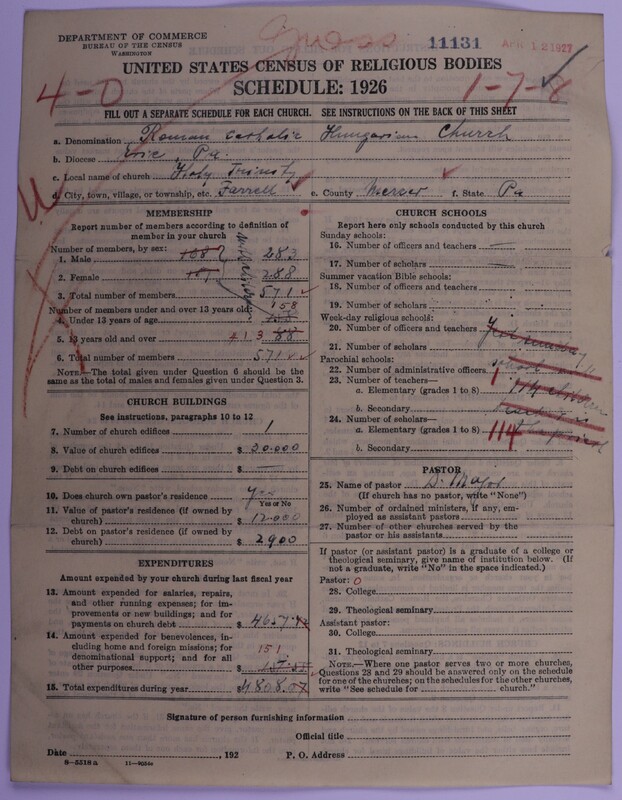 DEPARTMENT OF COMMERCE
BUREAU OF THE CENSUS
WASHINGTON
Guess
11131
APR 12 1927
UNITED STATES CENSUS OF RELIGIOUS BODIES
SCHEDULE: 1926
4-0
1-7-8
FILL OUT A SEPARATE SCHEDULE FOR EACH CHURCH. SEE INSTRUCTIONS ON THE BACK OF THIS SHEET
a. Denomination Roman Catholic Hungarian Church
b. Diocese Erie, Pa.
c. Local name of church Holy Trinity
d. City, town, village, or township, etc. Farrell e. County Mercer f. State Pa
MEMBERSHIP
Report number of members according to definition of member in your church
Number of members, by sex:
1. Male 283
2. Female 288
3. Total number of members 571
Number of members under and over 13 years old:
4. Under 13 years of age 158
5. 13 years old and over 413
6. Total number of members 571
NOTE.—The total given under Question 6 should be the same as the total of males and females given under Question 3.
CHURCH BUILDINGS
See instructions, paragraphs 10 to 12
7. Number of church edifices 1
8. Value of church edifices $ 30.000
9. Debt on church edifices $ —
10. Does church own pastor's residence Yes
Yes or No
11. Value of pastor's residence (if owned by church) $ 12.000
12. Debt on pastor's residence (if owned by church) $ 2900
EXPENDITURES
Amount expended by your church during last fiscal year
13. Amount expended for salaries, repairs, and other running expenses; for improvements or new buildings; and for payments on church debt $ 4657.
14. Amount expended for benevolences, including home and foreign missions; for denominational support; and for all other purposes $ 151
15. Total expenditures during year $ 4808.
CHURCH SCHOOLS
Report here only schools conducted by this church
Sunday schools:
16. Number of officers and teachers —
17. Number of scholars —
Summer vacation Bible schools:
18. Number of officers and teachers
19. Number of scholars
Week-day religious schools:
20. Number of officers and teachers
21. Number of scholars
Parochial schools:
22. Number of administrative officers 1
23. Number of teachers—
a. Elementary (grades 1 to 8)
b. Secondary
24. Number of scholars—
a. Elementary (grades 1 to 8) 114
b. Secondary
PASTOR
25. Name of pastor
(If church has no pastor, write "None")
26. Number of ordained ministers, if any, employed as assistant pastors
27. Number of other churches served by the pastor or his assistants
If pastor (or assistant pastor) is a graduate of a college or theological seminary, give name of institution below. (If not a graduate, write "No" in the space indicated.)
Pastor: 0
28. College
29. Theological seminary
Assistant pastor:
30. College
31. Theological seminary
NOTE.—Where one pastor serves two or more churches, Questions 28 and 29 should be answered only on the schedule for one of the churches; on the schedules for the other churches, write "See schedule for church."
Signature of person furnishing information
Official title
Date , 192 P. O. Address
8-5518 a